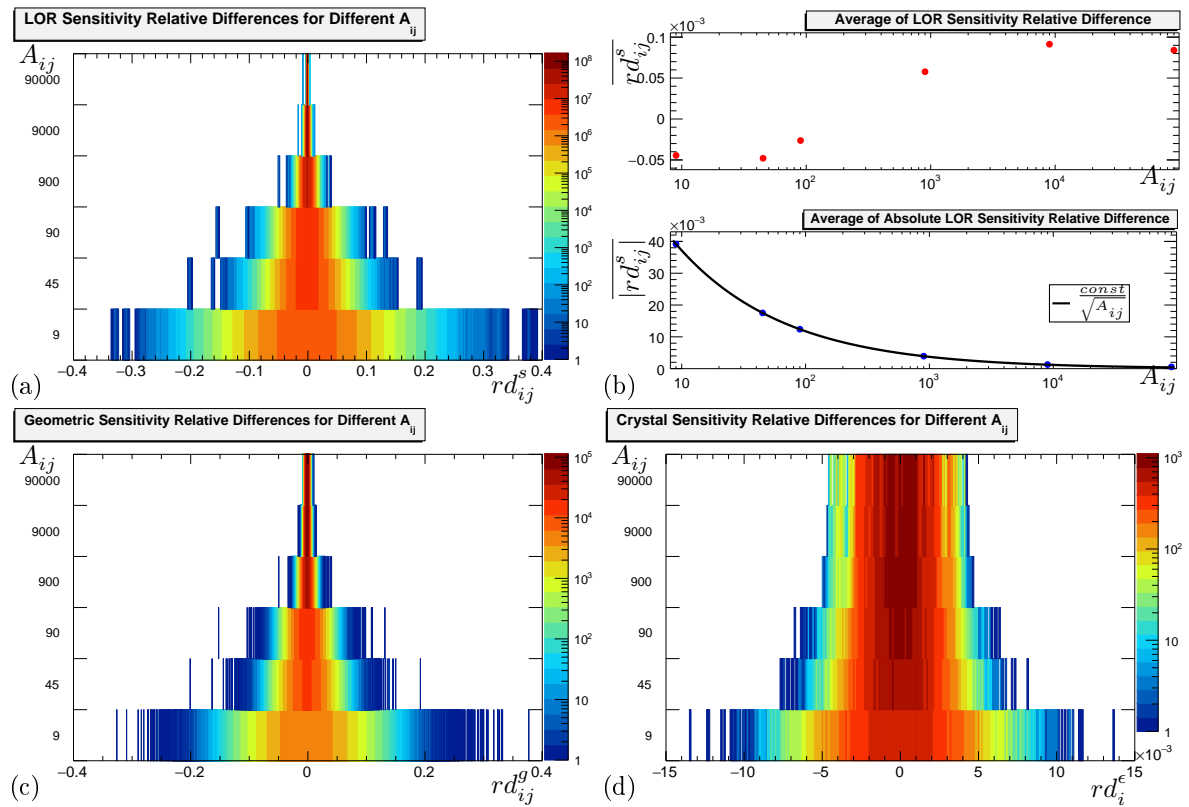 LOR Sensitivity Relative Differences for Different A_ij
A_ij
90000
9000
900
90
45
9
−0.4 −0.3 −0.2 −0.1 0 0.1 0.2 0.3 0.4
rd^s_ij
10^8
10^7
10^6
10^5
10^4
10^3
10^2
10
1
(a)
Average of LOR Sensitivity Relative Difference
×10^−3
rd^s_ij
0.1
0.05
0
−0.05
10 10^2 10^3 10^4
A_ij
Average of Absolute LOR Sensitivity Relative Difference
×10^−3
|rd^s_ij|
40
30
20
10
0
const
√A_ij
10 10^2 10^3 10^4
A_ij
(b)
Geometric Sensitivity Relative Differences for Different A_ij
A_ij
90000
9000
900
90
45
9
−0.4 −0.2 0 0.2 0.4
rd^g_ij
10^5
10^4
10^3
10^2
10
1
(c)
Crystal Sensitivity Relative Differences for Different A_ij
A_ij
90000
9000
900
90
45
9
−15 −10 −5 0 5 10 15
×10^−3
rd^ϵ_i
10^3
10^2
10
1
(d)